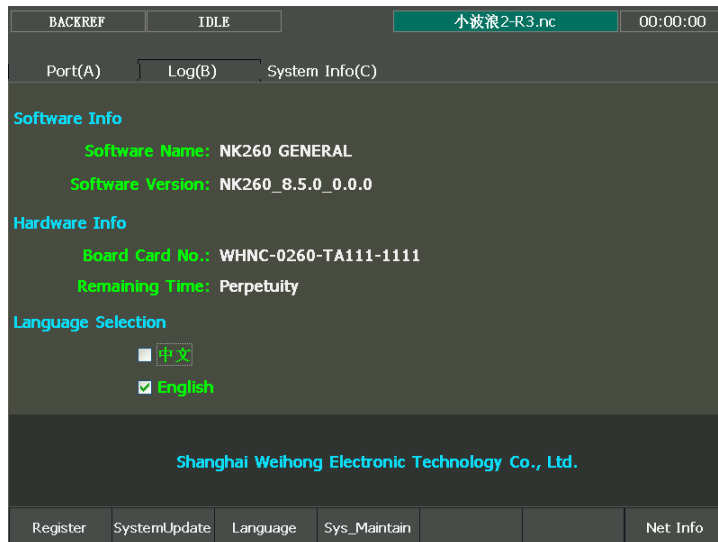 BACKREF IDLE 小波浪2-R3.nc 00:00:00
Port(A) Log(B) System Info(C)
Software Info
Software Name: NK260 GENERAL
Software Version: NK260_8.5.0_0.0.0
Hardware Info
Board Card No.: WHNC-0260-TA111-1111
Remaining Time: Perpetuity
Language Selection
中文
English
Shanghai Weihong Electronic Technology Co., Ltd.
Register SystemUpdate Language Sys_Maintain Net Info